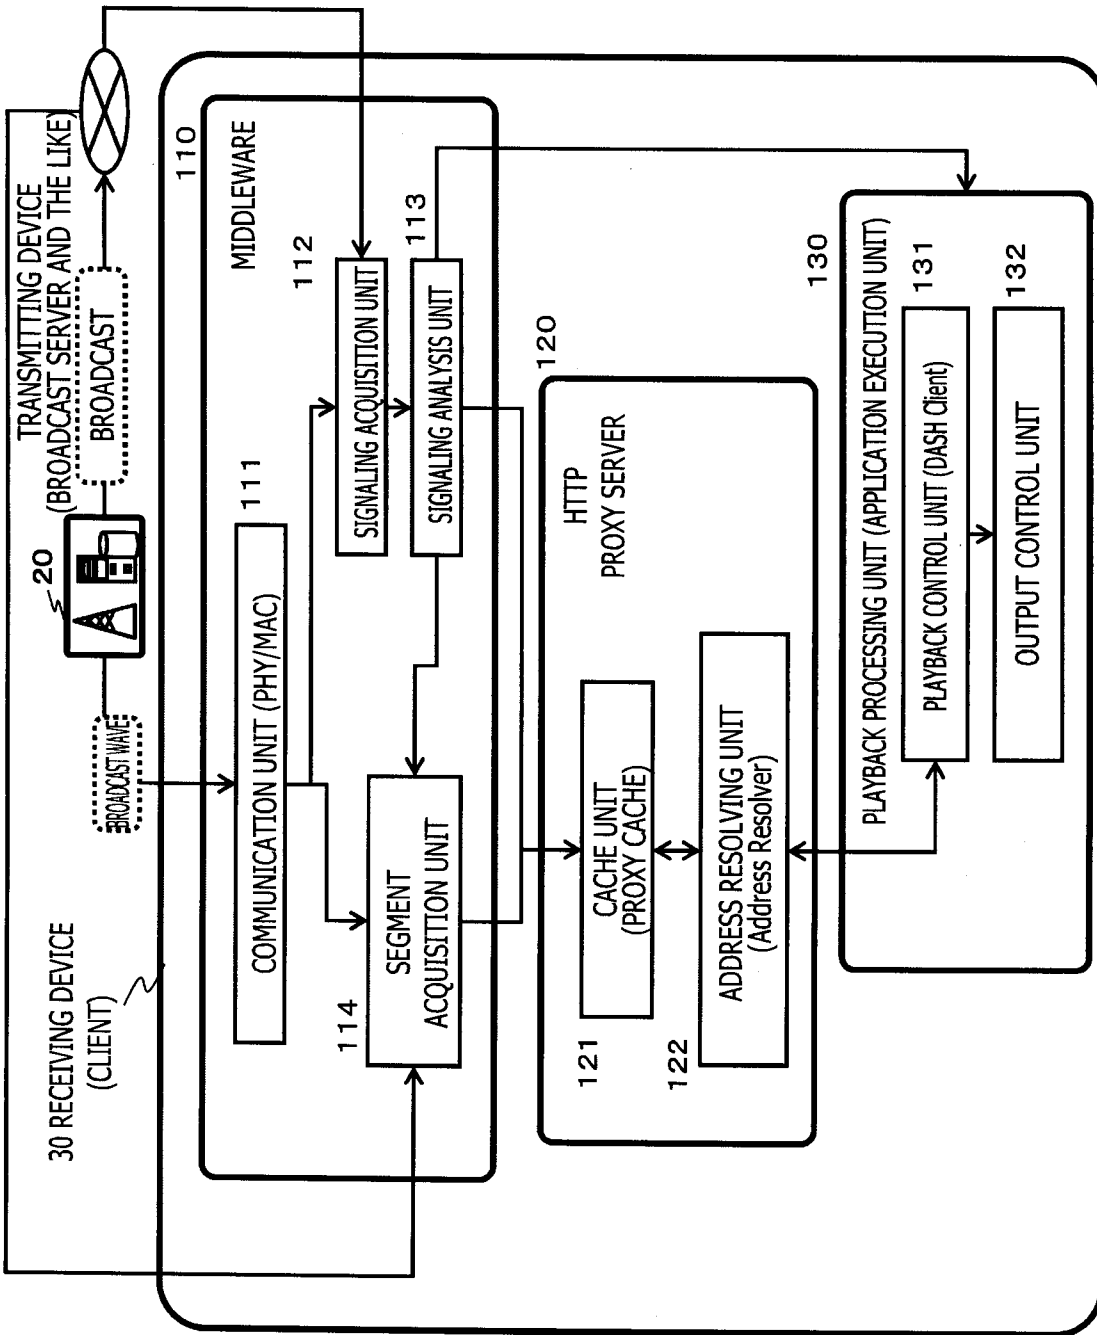 TRANSMITTING DEVICE
(BROADCAST SERVER AND THE LIKE)
20
BROADCAST WAVE
BROADCAST
30 RECEIVING DEVICE
(CLIENT)
110
MIDDLEWARE
111
COMMUNICATION UNIT (PHY/MAC)
112
SIGNALING ACQUISITION UNIT
113
SIGNALING ANALYSIS UNIT
114
SEGMENT
ACQUISITION UNIT
120
HTTP
PROXY SERVER
121
CACHE UNIT
(PROXY CACHE)
122
ADDRESS RESOLVING UNIT
(Address Resolver)
130
PLAYBACK PROCESSING UNIT (APPLICATION EXECUTION UNIT)
131
PLAYBACK CONTROL UNIT (DASH Client)
132
OUTPUT CONTROL UNIT